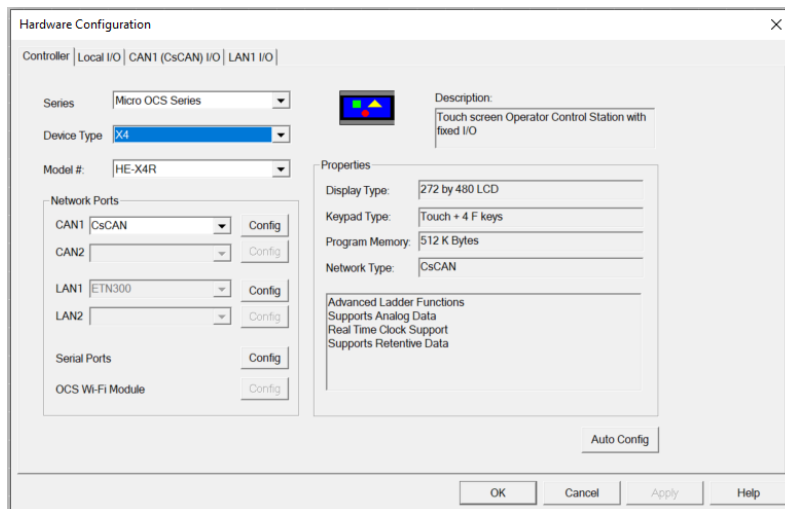 Hardware Configuration
Controller Local I/O CAN1 (CsCAN) I/O LAN1 I/O
Series Micro OCS Series
Device Type X4
Model #: HE-X4R
Network Ports
CAN1 CsCAN Config
CAN2 Config
LAN1 ETN300 Config
LAN2 Config
Serial Ports Config
OCS Wi-Fi Module Config
Description:
Touch screen Operator Control Station with
fixed I/O
Properties
Display Type: 272 by 480 LCD
Keypad Type: Touch + 4 F keys
Program Memory: 512 K Bytes
Network Type: CsCAN
Advanced Ladder Functions
Supports Analog Data
Real Time Clock Support
Supports Retentive Data
Auto Config
OK Cancel Apply Help